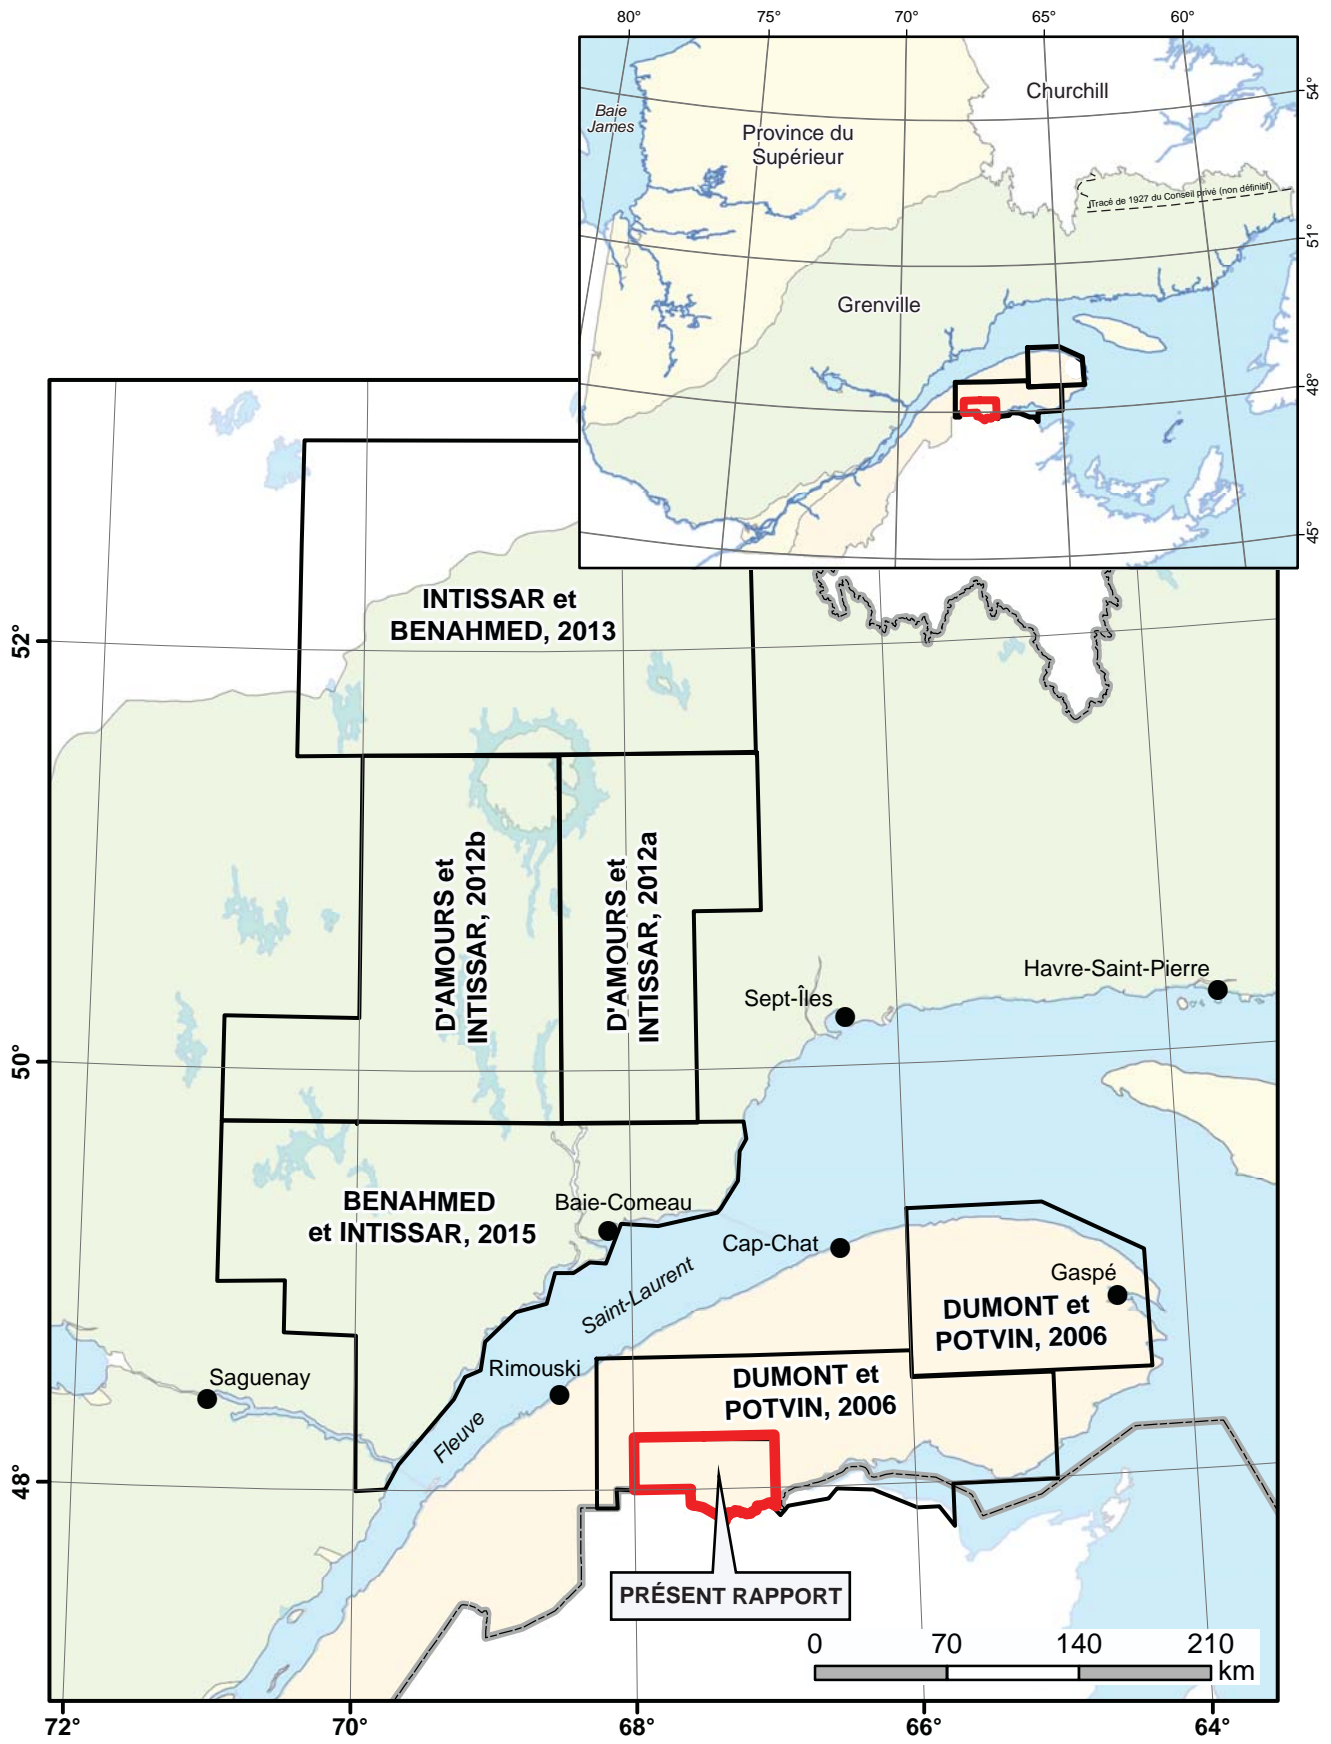 80° 75° 70° 65° 60°
54°
51°
48°
45°
Baie
James
Province du
Supérieur
Churchill
Tracé de 1927 du Conseil privé (non définitif)
Grenville
52°
50°
48°
INTISSAR et
BENAHMED, 2013
D'AMOURS et
INTISSAR, 2012b
D'AMOURS et
INTISSAR, 2012a
Havre-Saint-Pierre
Sept-Îles
BENAHMED
et INTISSAR, 2015
Baie-Comeau
Cap-Chat
Gaspé
DUMONT et
POTVIN, 2006
Saint-Laurent
Fleuve
Rimouski
Saguenay
DUMONT et
POTVIN, 2006
PRÉSENT RAPPORT
0 70 140 210
km
72° 70° 68° 66° 64°